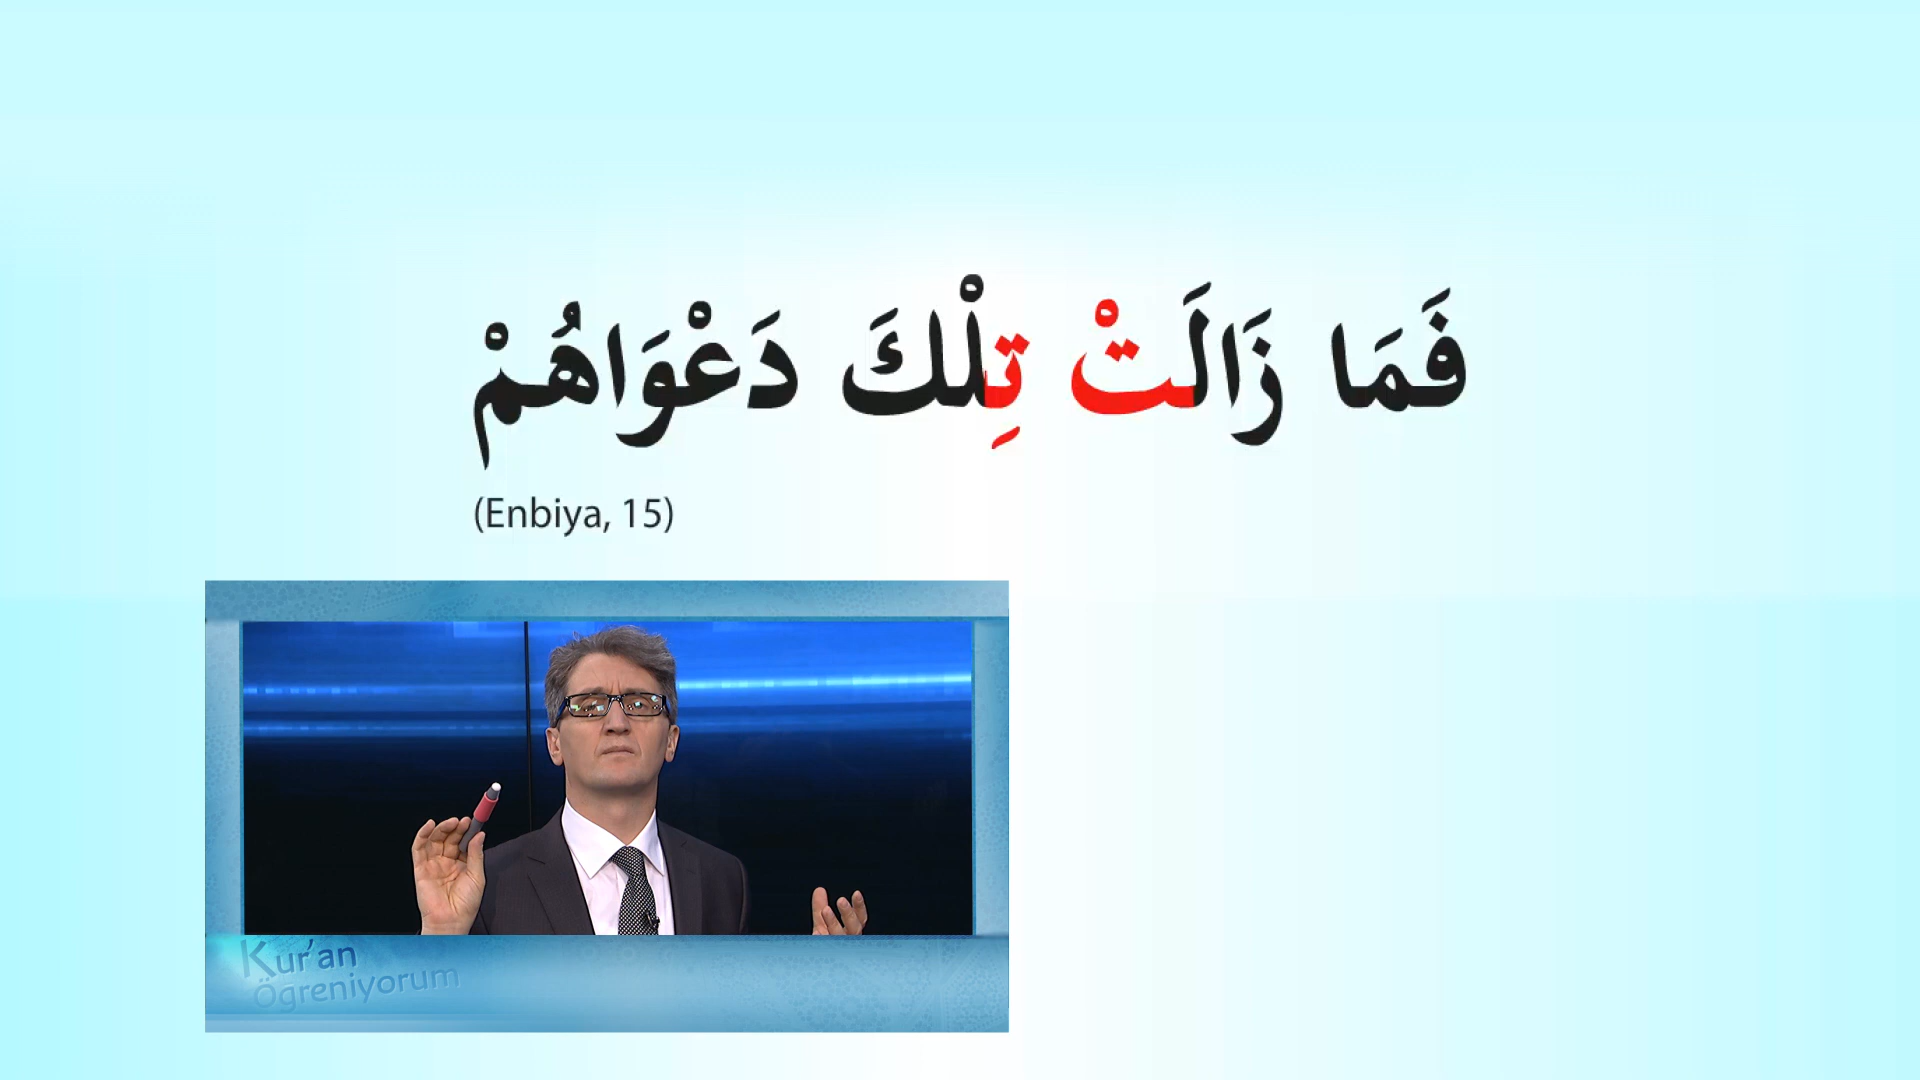 فَمَا زَالَتْ تِلْكَ دَعْوَاهُمْ
(Enbiya, 15)
Kur'an
Öğreniyorum